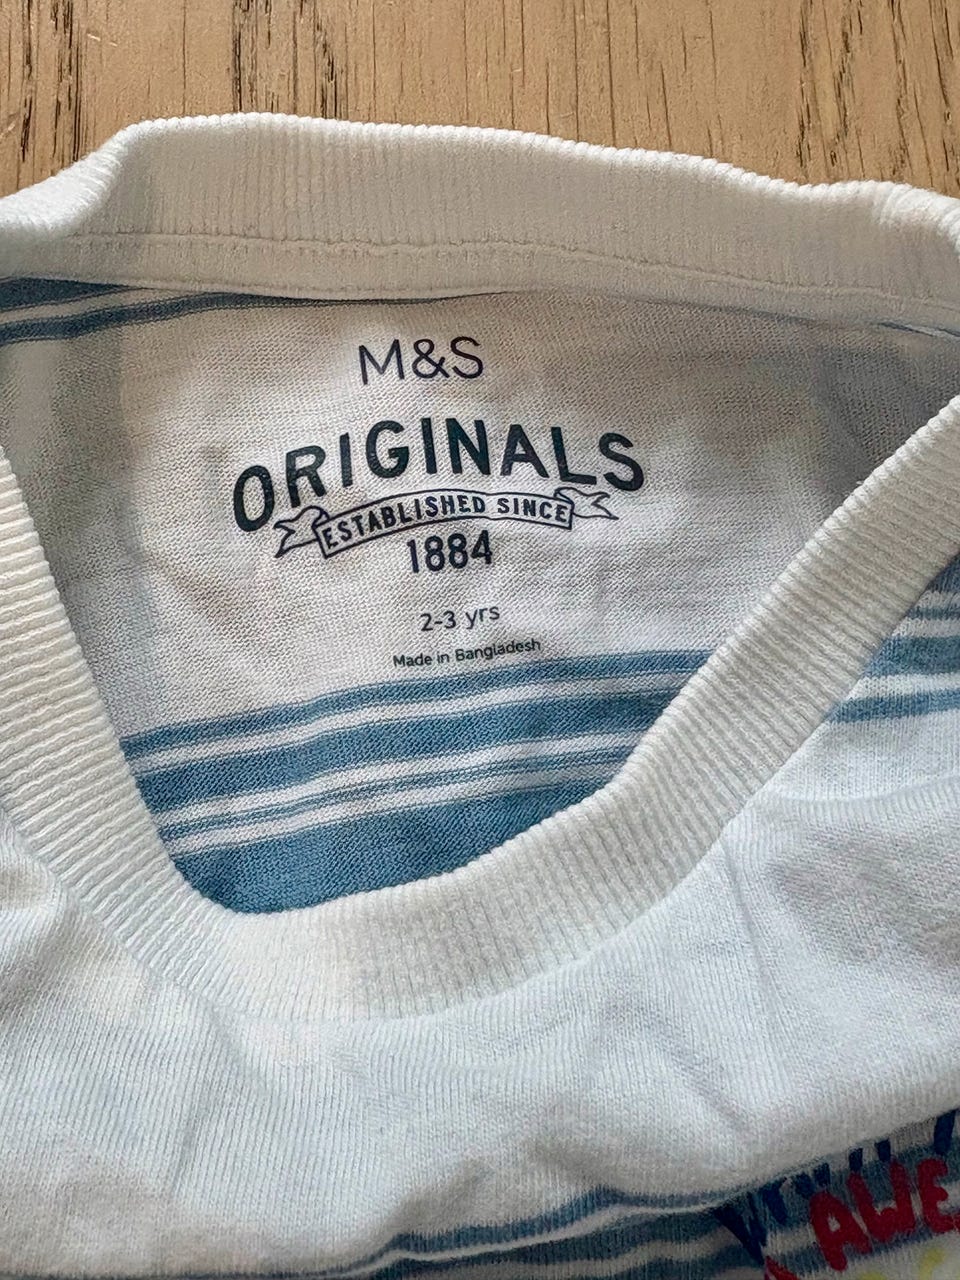 M&S
ORIGINALS
ESTABLISHED SINCE
1884
2-3 yrs
Made in Bangladesh